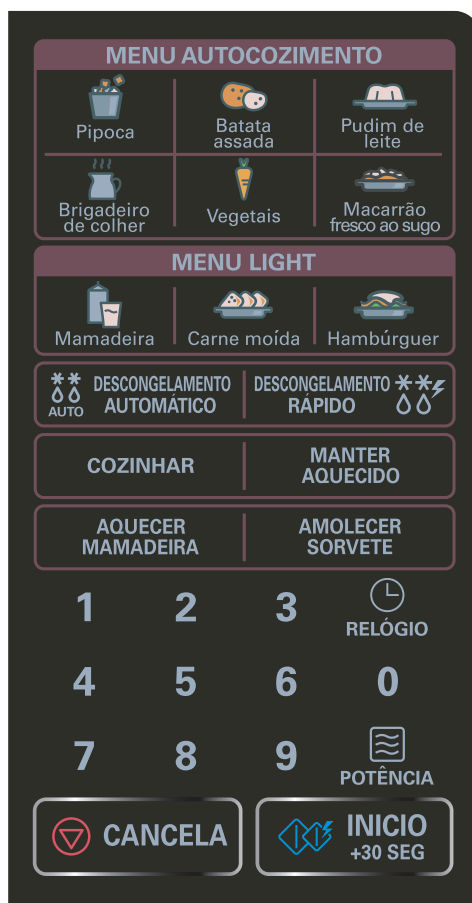 MENU AUTOCOZIMENTO
Pipoca
Batata
assada
Pudim de
leite
Brigadeiro
de colher
Vegetais
Macarrão
fresco ao sugo
MENU LIGHT
Mamadeira
Carne moída
Hambúrguer
AUTO
DESCONGELAMENTO
AUTOMÁTICO
DESCONGELAMENTO
RÁPIDO
COZINHAR
MANTER
AQUECIDO
AQUECER
MAMADEIRA
AMOLECER
SORVETE
1 2 3
RELÓGIO
4 5 6 0
7 8 9
POTÊNCIA
CANCELA
INICIO
+30 SEG